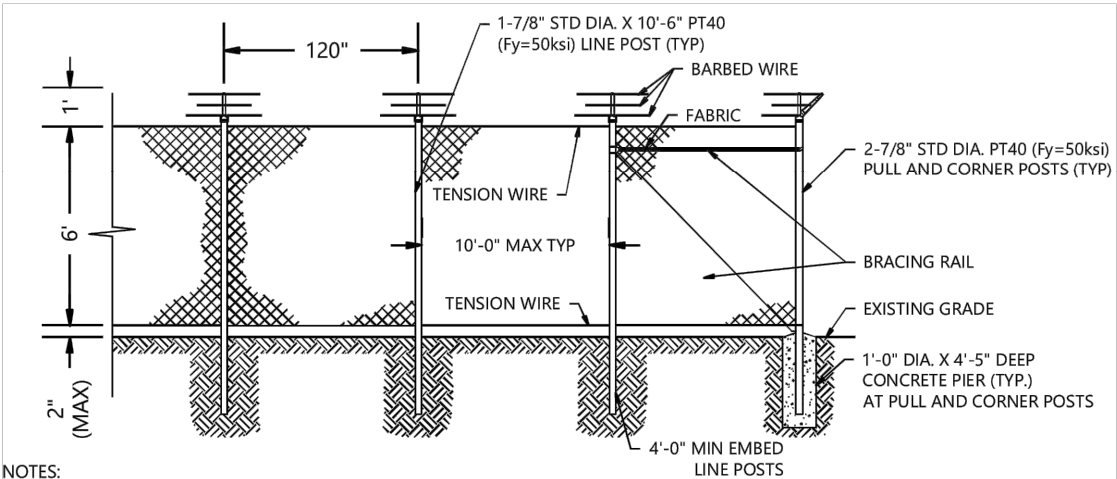 1-7/8" STD DIA. X 10'-6" PT40
(Fy=50ksi) LINE POST (TYP)
120"
BARBED WIRE
1'
FABRIC
2-7/8" STD DIA. PT40 (Fy=50ksi)
PULL AND CORNER POSTS (TYP)
TENSION WIRE
6'
10'-0" MAX TYP
BRACING RAIL
TENSION WIRE
EXISTING GRADE
1'-0" DIA. X 4'-5" DEEP
CONCRETE PIER (TYP.)
AT PULL AND CORNER POSTS
2"
(MAX)
4'-0" MIN EMBED
LINE POSTS
NOTES: